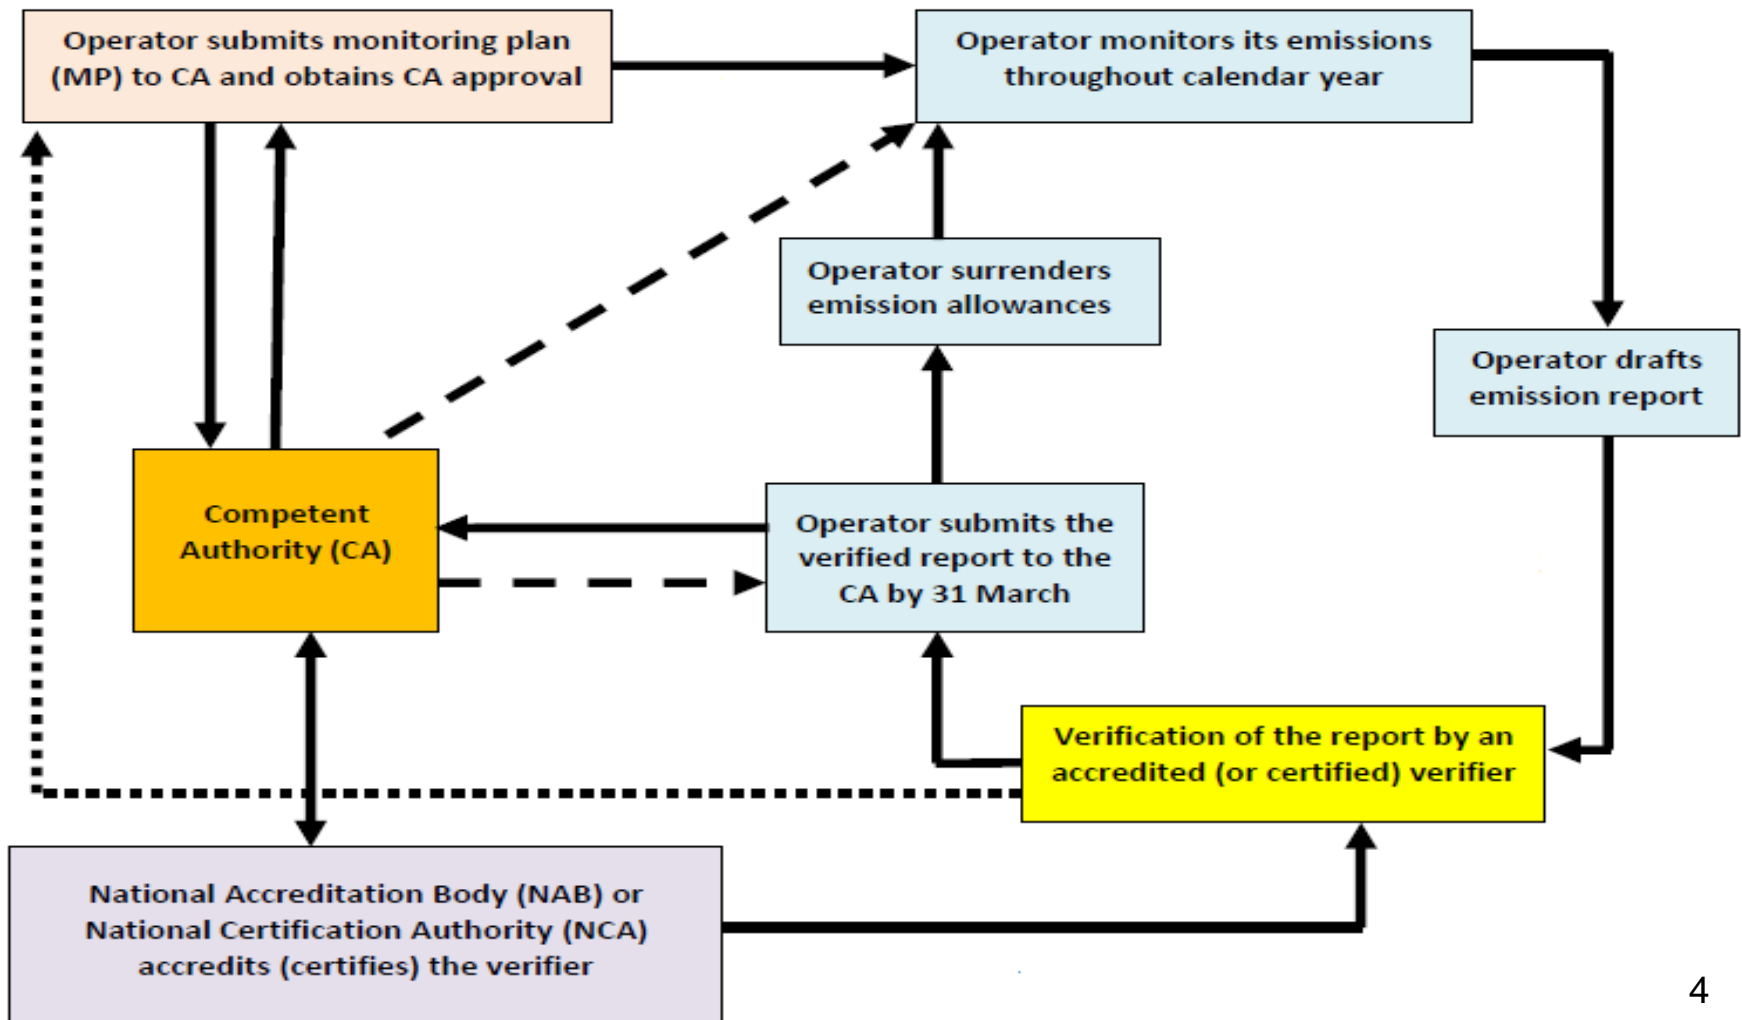 Operator submits monitoring plan
(MP) to CA and obtains CA approval
Operator monitors its emissions
throughout calendar year
Operator surrenders
emission allowances
Operator drafts
emission report
Competent
Authority (CA)
Operator submits the
verified report to the
CA by 31 March
Verification of the report by an
accredited (or certified) verifier
National Accreditation Body (NAB) or
National Certification Authority (NCA)
accredits (certifies) the verifier
4